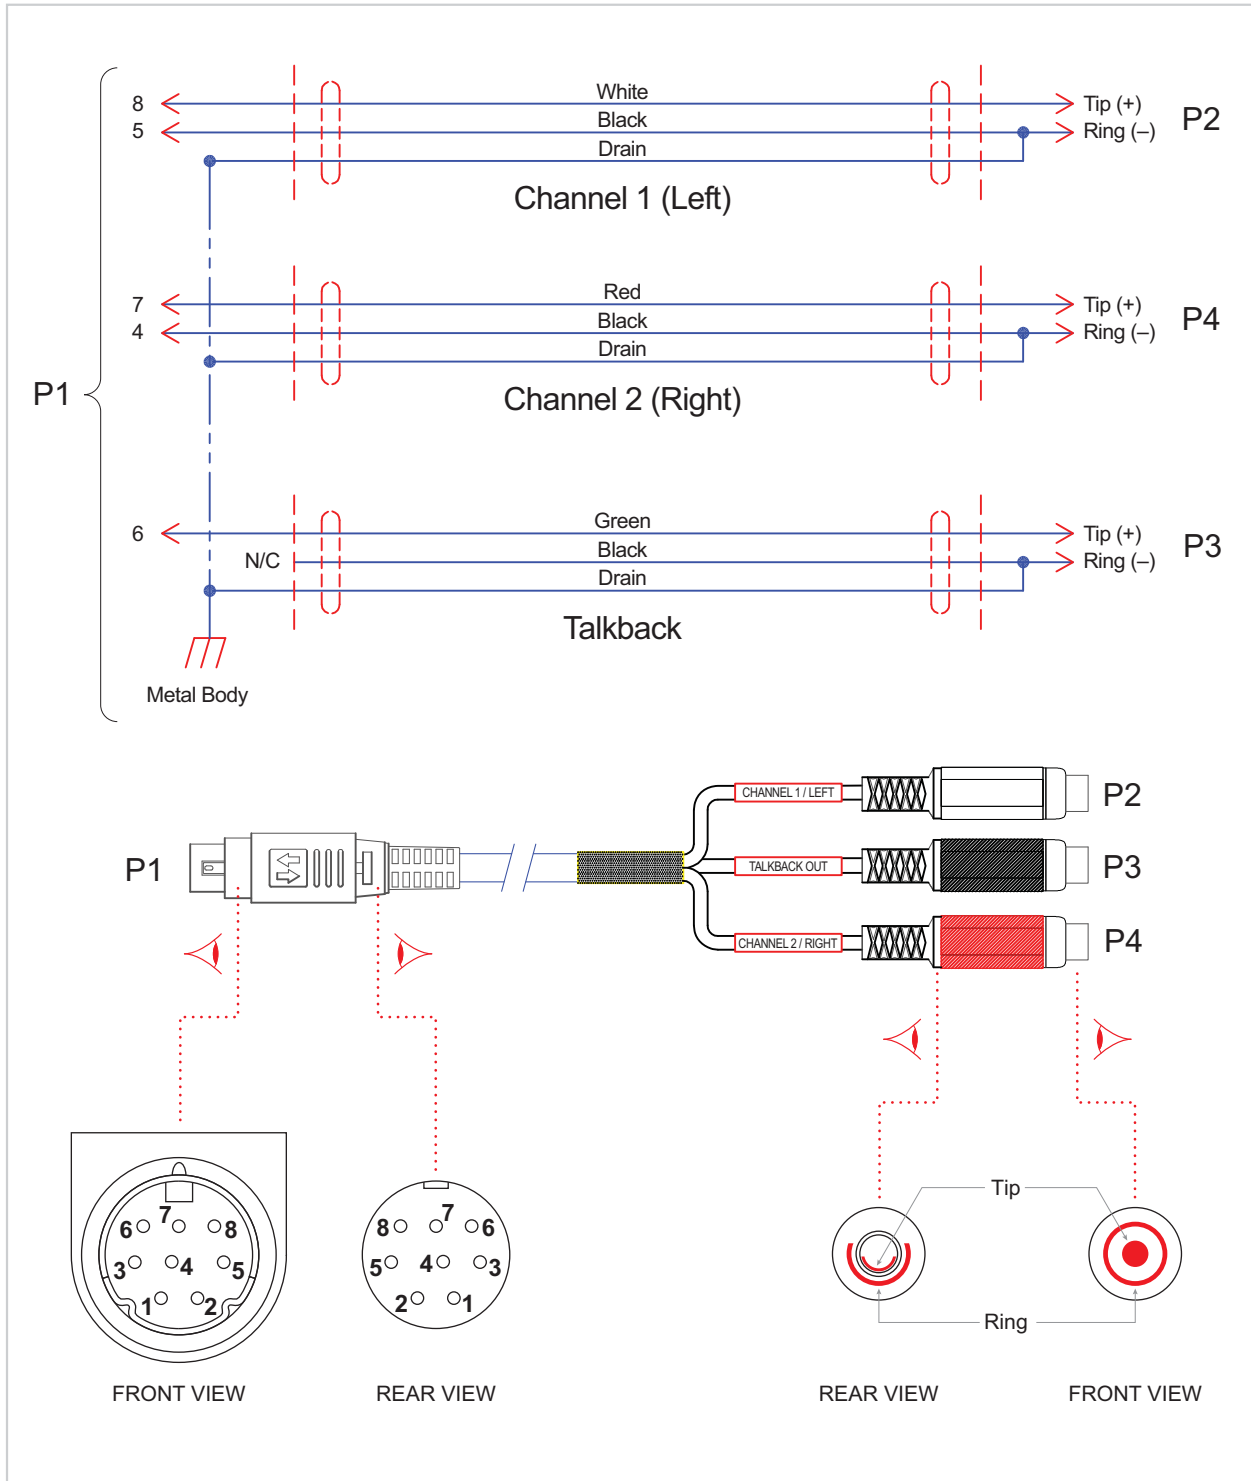 8
White
Tip (+)
P2
5
Black
Ring (–)
Drain
Channel 1 (Left)
7
Red
Tip (+)
P4
4
Black
Ring (–)
Drain
P1
Channel 2 (Right)
6
Green
Tip (+)
P3
N/C
Black
Ring (–)
Drain
Talkback
Metal Body
CHANNEL 1 / LEFT
P2
P1
TALKBACK OUT
P3
CHANNEL 2 / RIGHT
P4
6 7 8
3 4 5
1 2
8 7 6
5 4 3
2 1
Tip
Ring
FRONT VIEW
REAR VIEW
REAR VIEW
FRONT VIEW